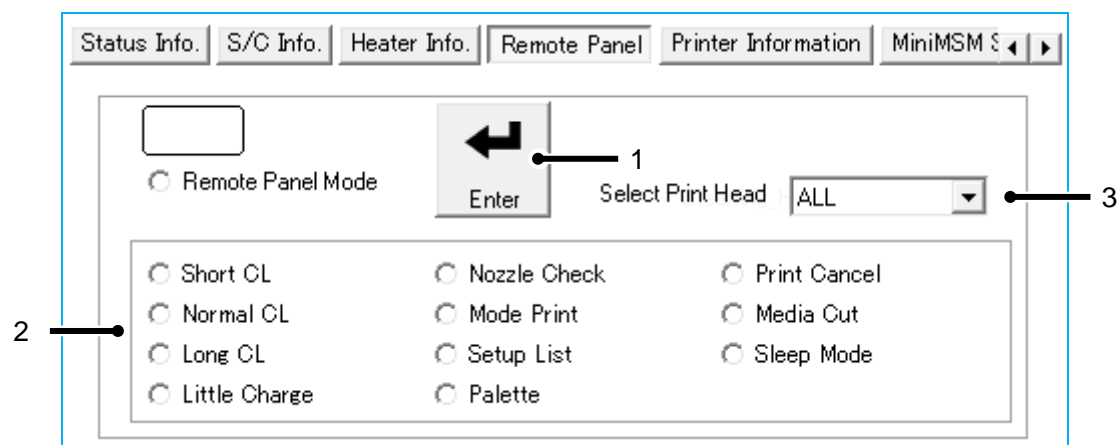 Status Info. S/C Info. Heater Info. Remote Panel Printer Information MiniMSM S
Remote Panel Mode
Enter
1
Select Print Head ALL
3
2
Short CL Nozzle Check Print Cancel
Normal CL Mode Print Media Cut
Long CL Setup List Sleep Mode
Little Charge Palette